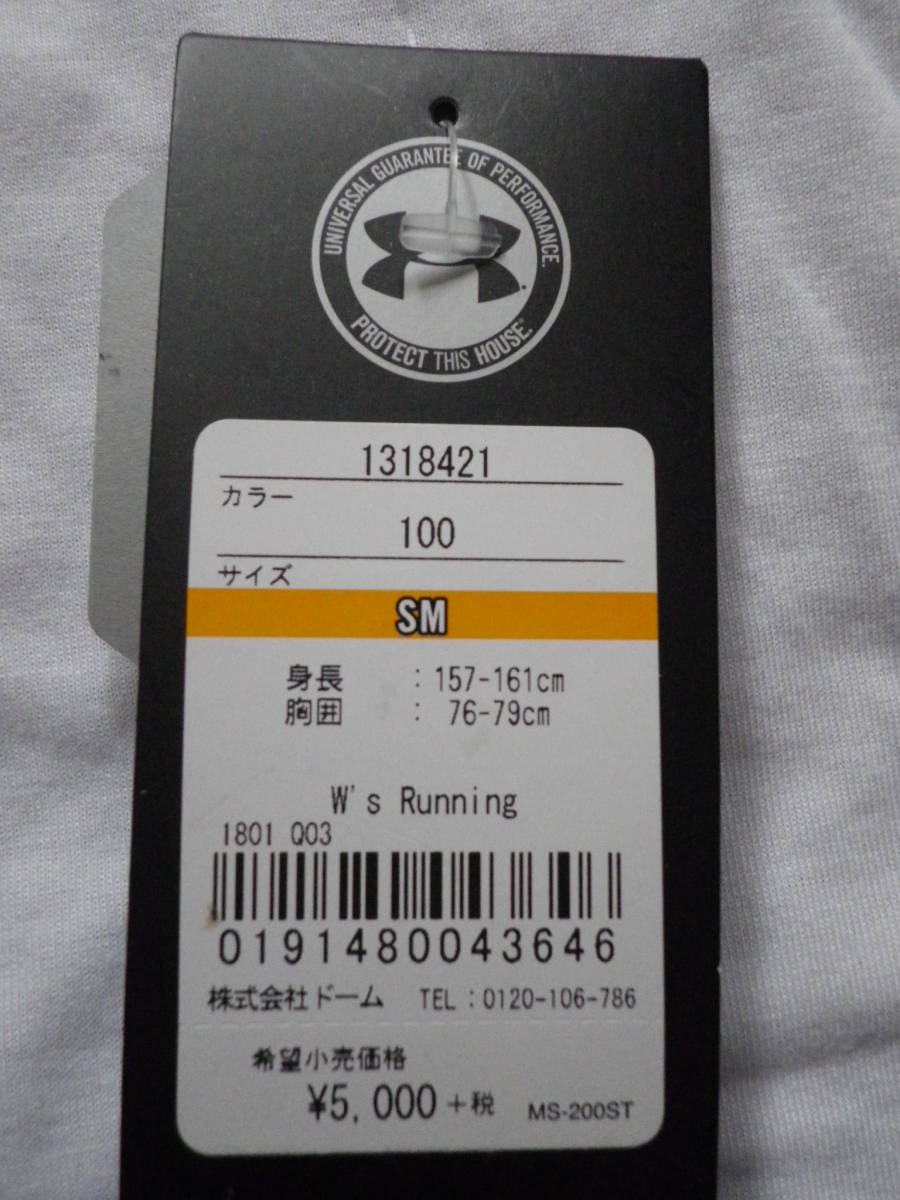 UNIVERSAL GUARANTEE OF PERFORMANCE.
PROTECT THIS HOUSE.
1318421
カラー
100
サイズ
SM
身長 : 157-161cm
胸囲 : 76-79cm
W's Running
1801 Q03
0191480043646
株式会社ドーム TEL:0120-106-786
希望小売価格
¥5,000 +税 MS-200ST